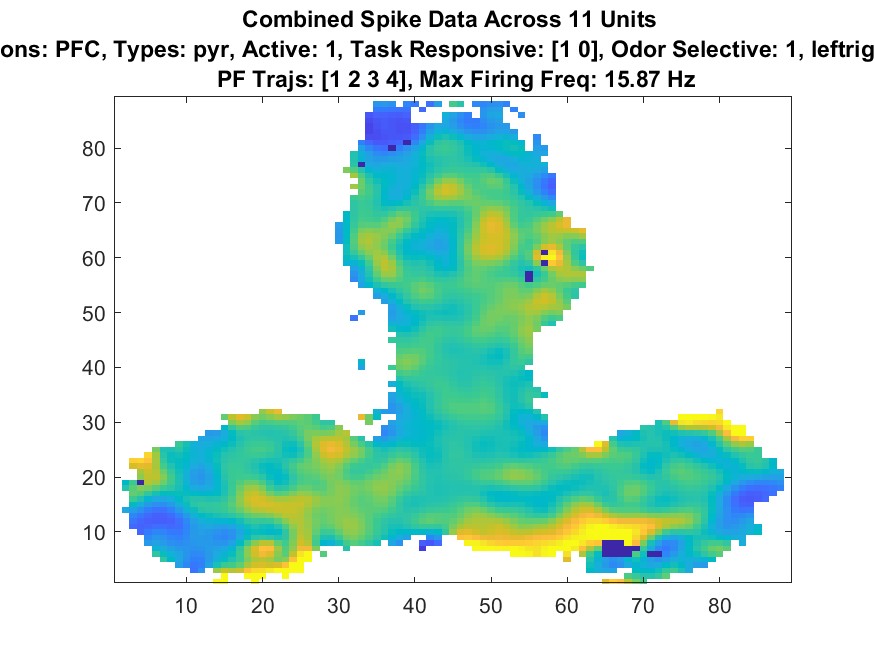 Combined Spike Data Across 11 Units
ons: PFC, Types: pyr, Active: 1, Task Responsive: [1 0], Odor Selective: 1, leftrig
PF Trajs: [1 2 3 4], Max Firing Freq: 15.87 Hz
80
70
60
50
40
30
20
10
10 20 30 40 50 60 70 80